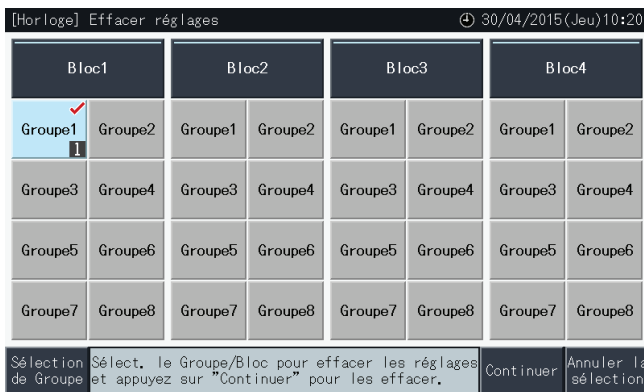 [Horloge] Effacer réglages 30/04/2015(Jeu)10:20
Bloc1 Bloc2 Bloc3 Bloc4
Groupe1 Groupe2 Groupe1 Groupe2 Groupe1 Groupe2 Groupe1 Groupe2
1
Groupe3 Groupe4 Groupe3 Groupe4 Groupe3 Groupe4 Groupe3 Groupe4
Groupe5 Groupe6 Groupe5 Groupe6 Groupe5 Groupe6 Groupe5 Groupe6
Groupe7 Groupe8 Groupe7 Groupe8 Groupe7 Groupe8 Groupe7 Groupe8
Sélection
de Groupe
Sélect. le Groupe/Bloc pour effacer les réglages
et appuyez sur "Continuer" pour les effacer.
Continuer
Annuler la
sélection